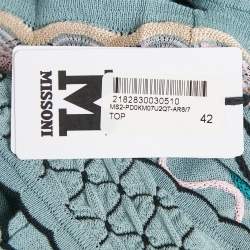 M
MISSONI
2182830030510
MS2-PD0KM07U2QT-AR8/7
TOP
42